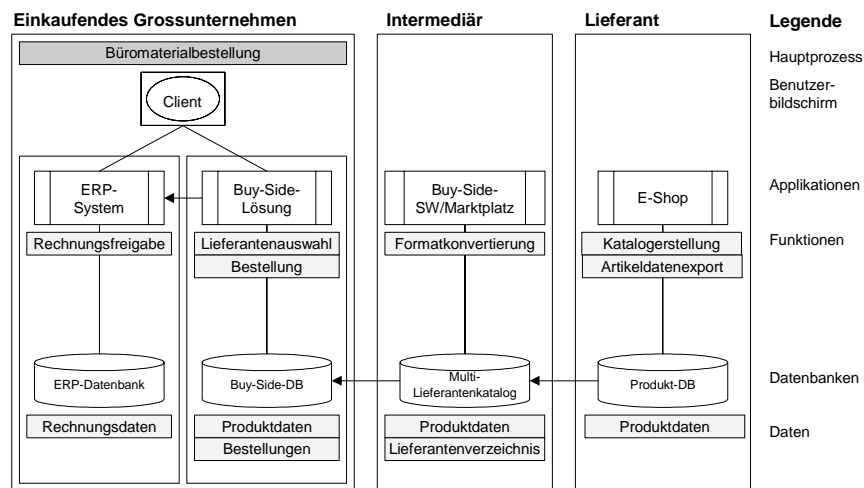 Einkaufendes Grossunternehmen
Intermediär
Lieferant
Legende
Büromaterialbestellung
Hauptprozess
Client
Benutzer-
bildschirm
ERP-
System
Buy-Side-
Lösung
Buy-Side-
SW/Marktplatz
E-Shop
Applikationen
Rechnungsfreigabe
Lieferantenauswahl
Bestellung
Formatkonvertierung
Katalogerstellung
Artikeldatenexport
Funktionen
ERP-Datenbank
Buy-Side-DB
Multi-
Lieferantenkatalog
Produkt-DB
Datenbanken
Rechnungsdaten
Produktdaten
Bestellungen
Produktdaten
Lieferantenverzeichnis
Produktdaten
Daten